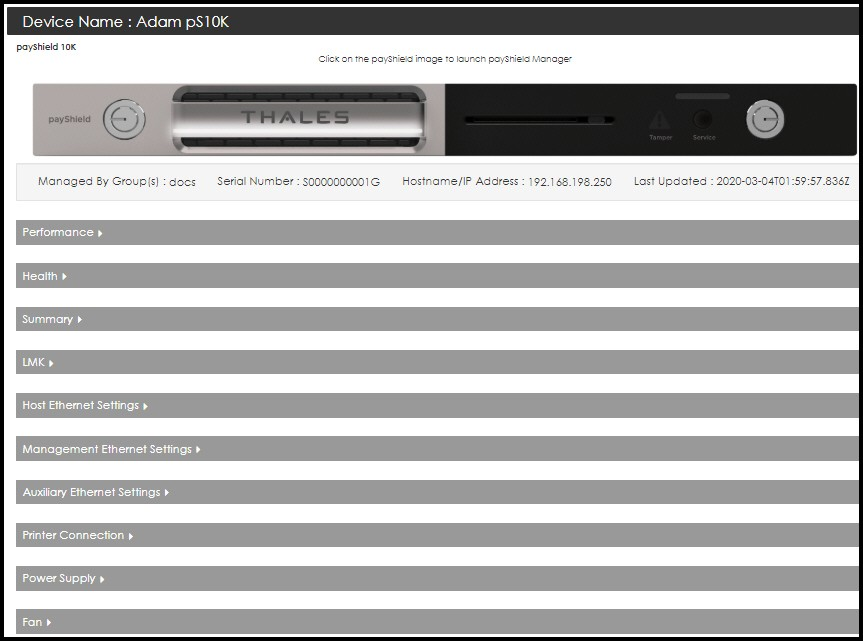 Device Name : Adam pS10K
payShield 10K
Click on the payShield image to launch payShield Manager
payShield
THALES
Tamper
Service
Managed By Group(s) : docs Serial Number : S0000000001G Hostname/IP Address : 192.168.198.250 Last Updated : 2020-03-04T01:59:57.836Z
Performance
Health
Summary
LMK
Host Ethernet Settings
Management Ethernet Settings
Auxiliary Ethernet Settings
Printer Connection
Power Supply
Fan